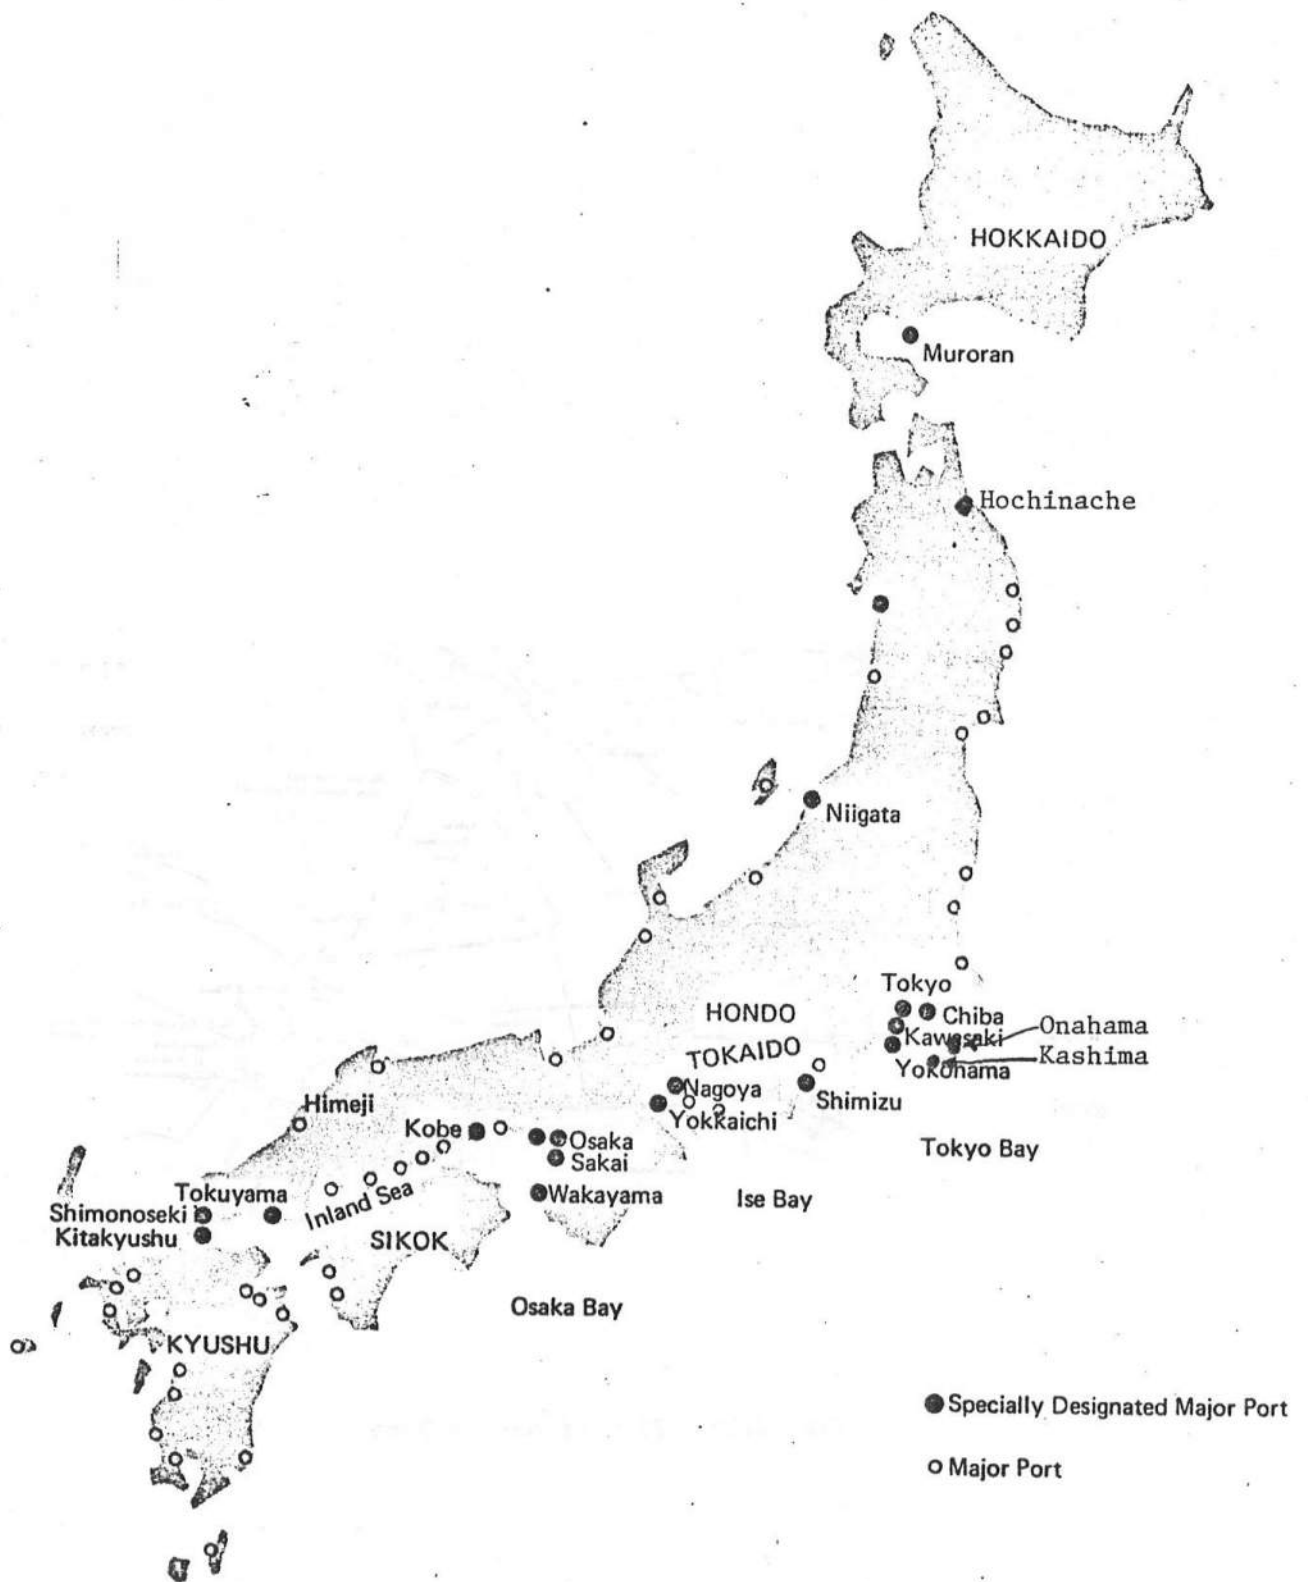 HOKKAIDO
Muroran
Hochinache
Niigata
Tokyo
Chiba
Onahama
Kawasaki
Kashima
Yokohama
HONDO
TOKAIDO
Nagoya
Shimizu
Yokkaichi
Himeji
Kobe
Osaka
Sakai
Tokyo Bay
Wakayama
Ise Bay
Tokuyama
Inland Sea
Shimonoseki
Kitakyushu
SIKOK
Osaka Bay
KYUSHU
Specially Designated Major Port
Major Port